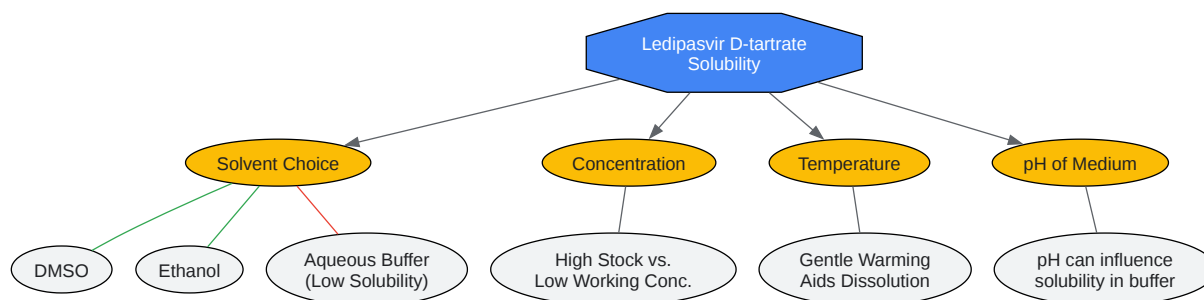 Ledipasvir D-tartrate
Solubility
Solvent Choice
Concentration
Temperature
pH of Medium
DMSO
Ethanol
Aqueous Buffer
(Low Solubility)
High Stock vs.
Low Working Conc.
Gentle Warming
Aids Dissolution
pH can influence
solubility in buffer